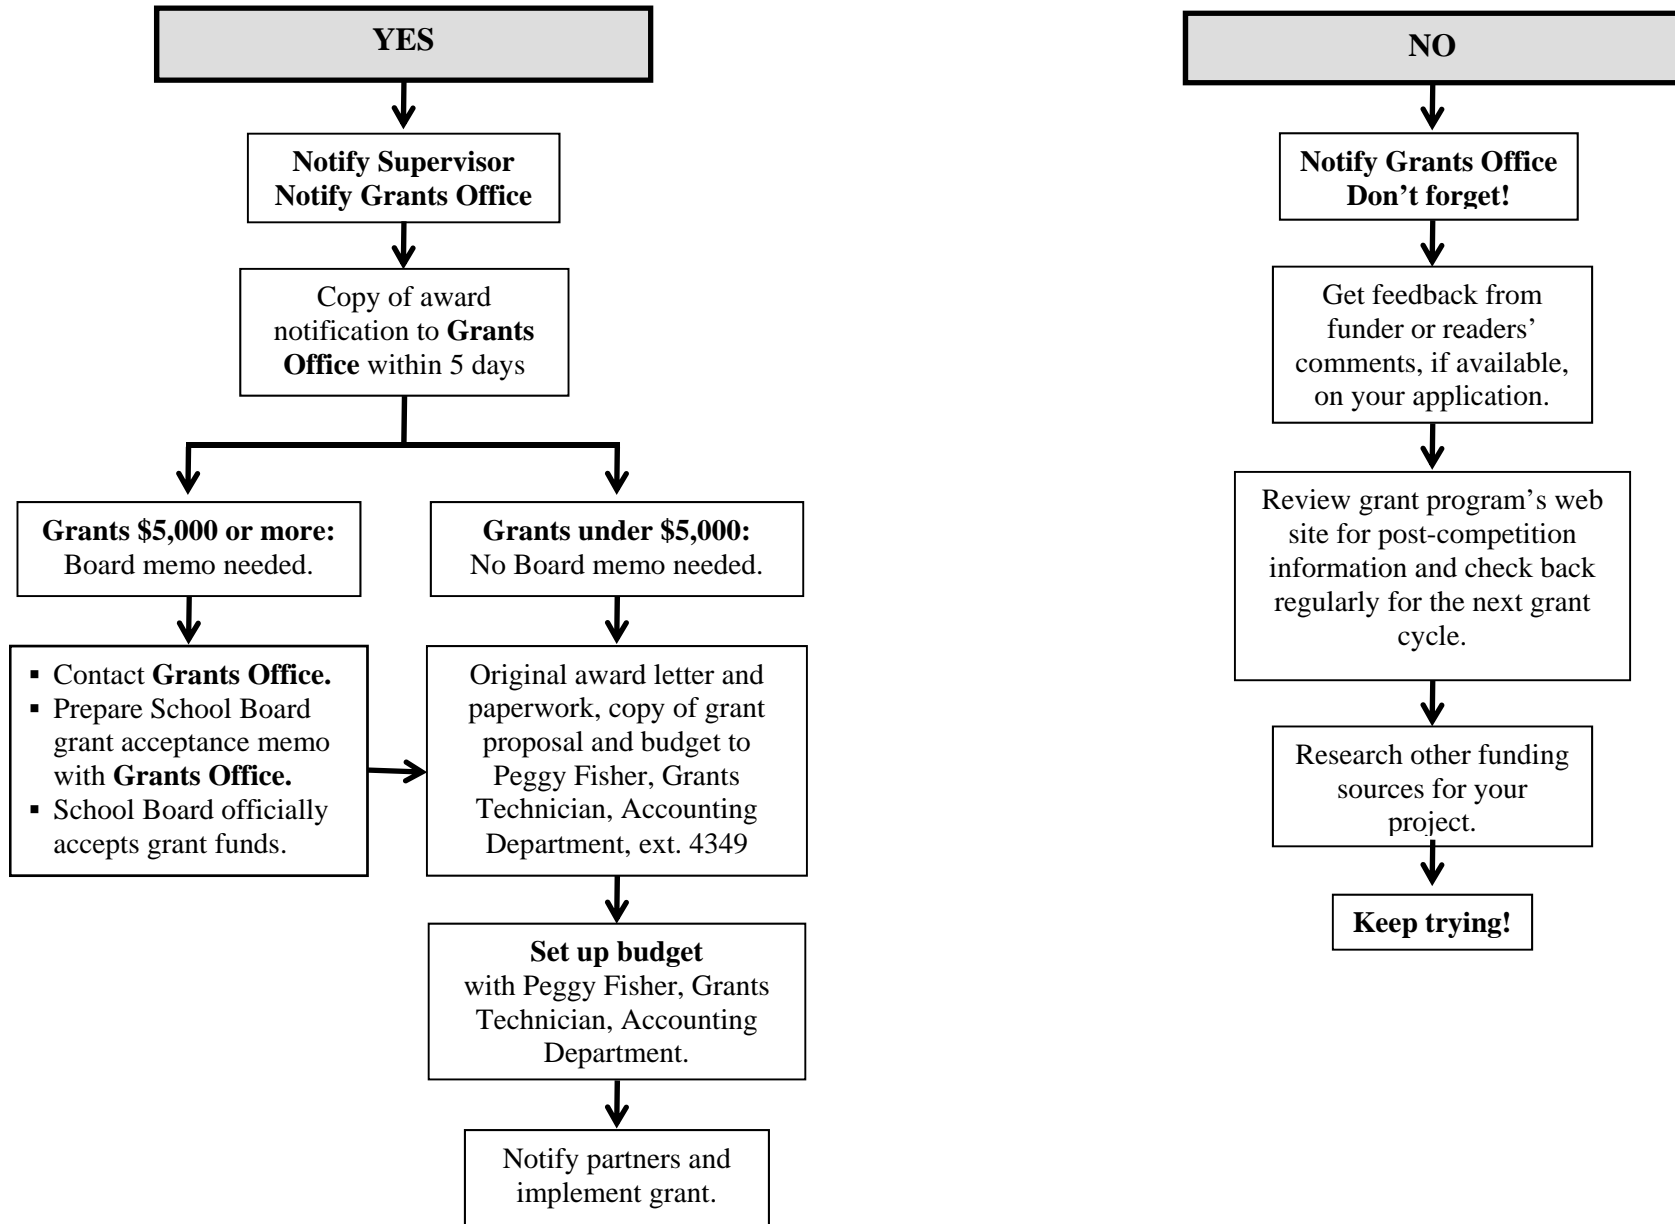 YES
Notify Supervisor
Notify Grants Office
Copy of award
notification to Grants
Office within 5 days
Grants $5,000 or more:
Board memo needed.
Grants under $5,000:
No Board memo needed.
▪ Contact Grants Office.
▪ Prepare School Board
grant acceptance memo
with Grants Office.
▪ School Board officially
accepts grant funds.
Original award letter and
paperwork, copy of grant
proposal and budget to
Peggy Fisher, Grants
Technician, Accounting
Department, ext. 4349
Set up budget
with Peggy Fisher, Grants
Technician, Accounting
Department.
Notify partners and
implement grant.
NO
Notify Grants Office
Don’t forget!
Get feedback from
funder or readers’
comments, if available,
on your application.
Review grant program’s web
site for post-competition
information and check back
regularly for the next grant
cycle.
Research other funding
sources for your
project.
Keep trying!